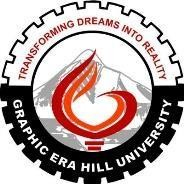 TRANSFORMING DREAMS INTO REALITY
GRAPHIC ERA HILL UNIVERSITY